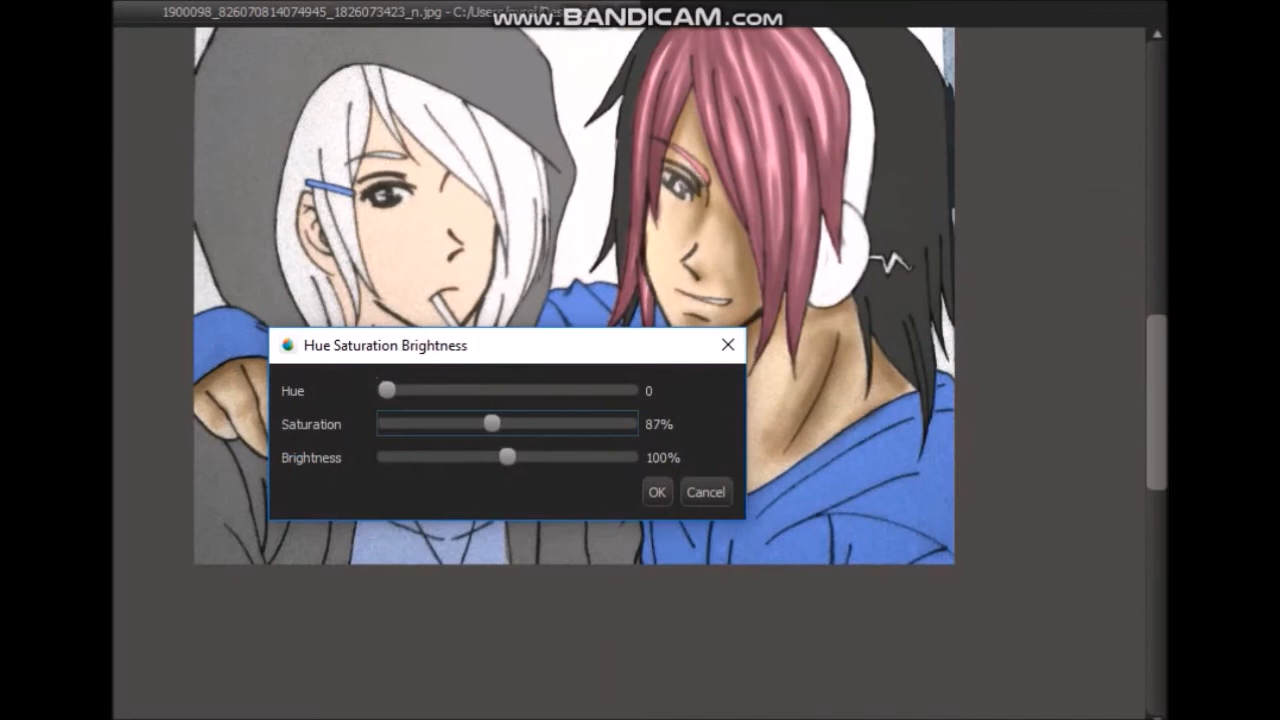 1900098_826070814074945_1826073423_n.jpg - C:/Users
www.BANDICAM.com
Hue Saturation Brightness
Hue 0
Saturation 87%
Brightness 100%
OK Cancel